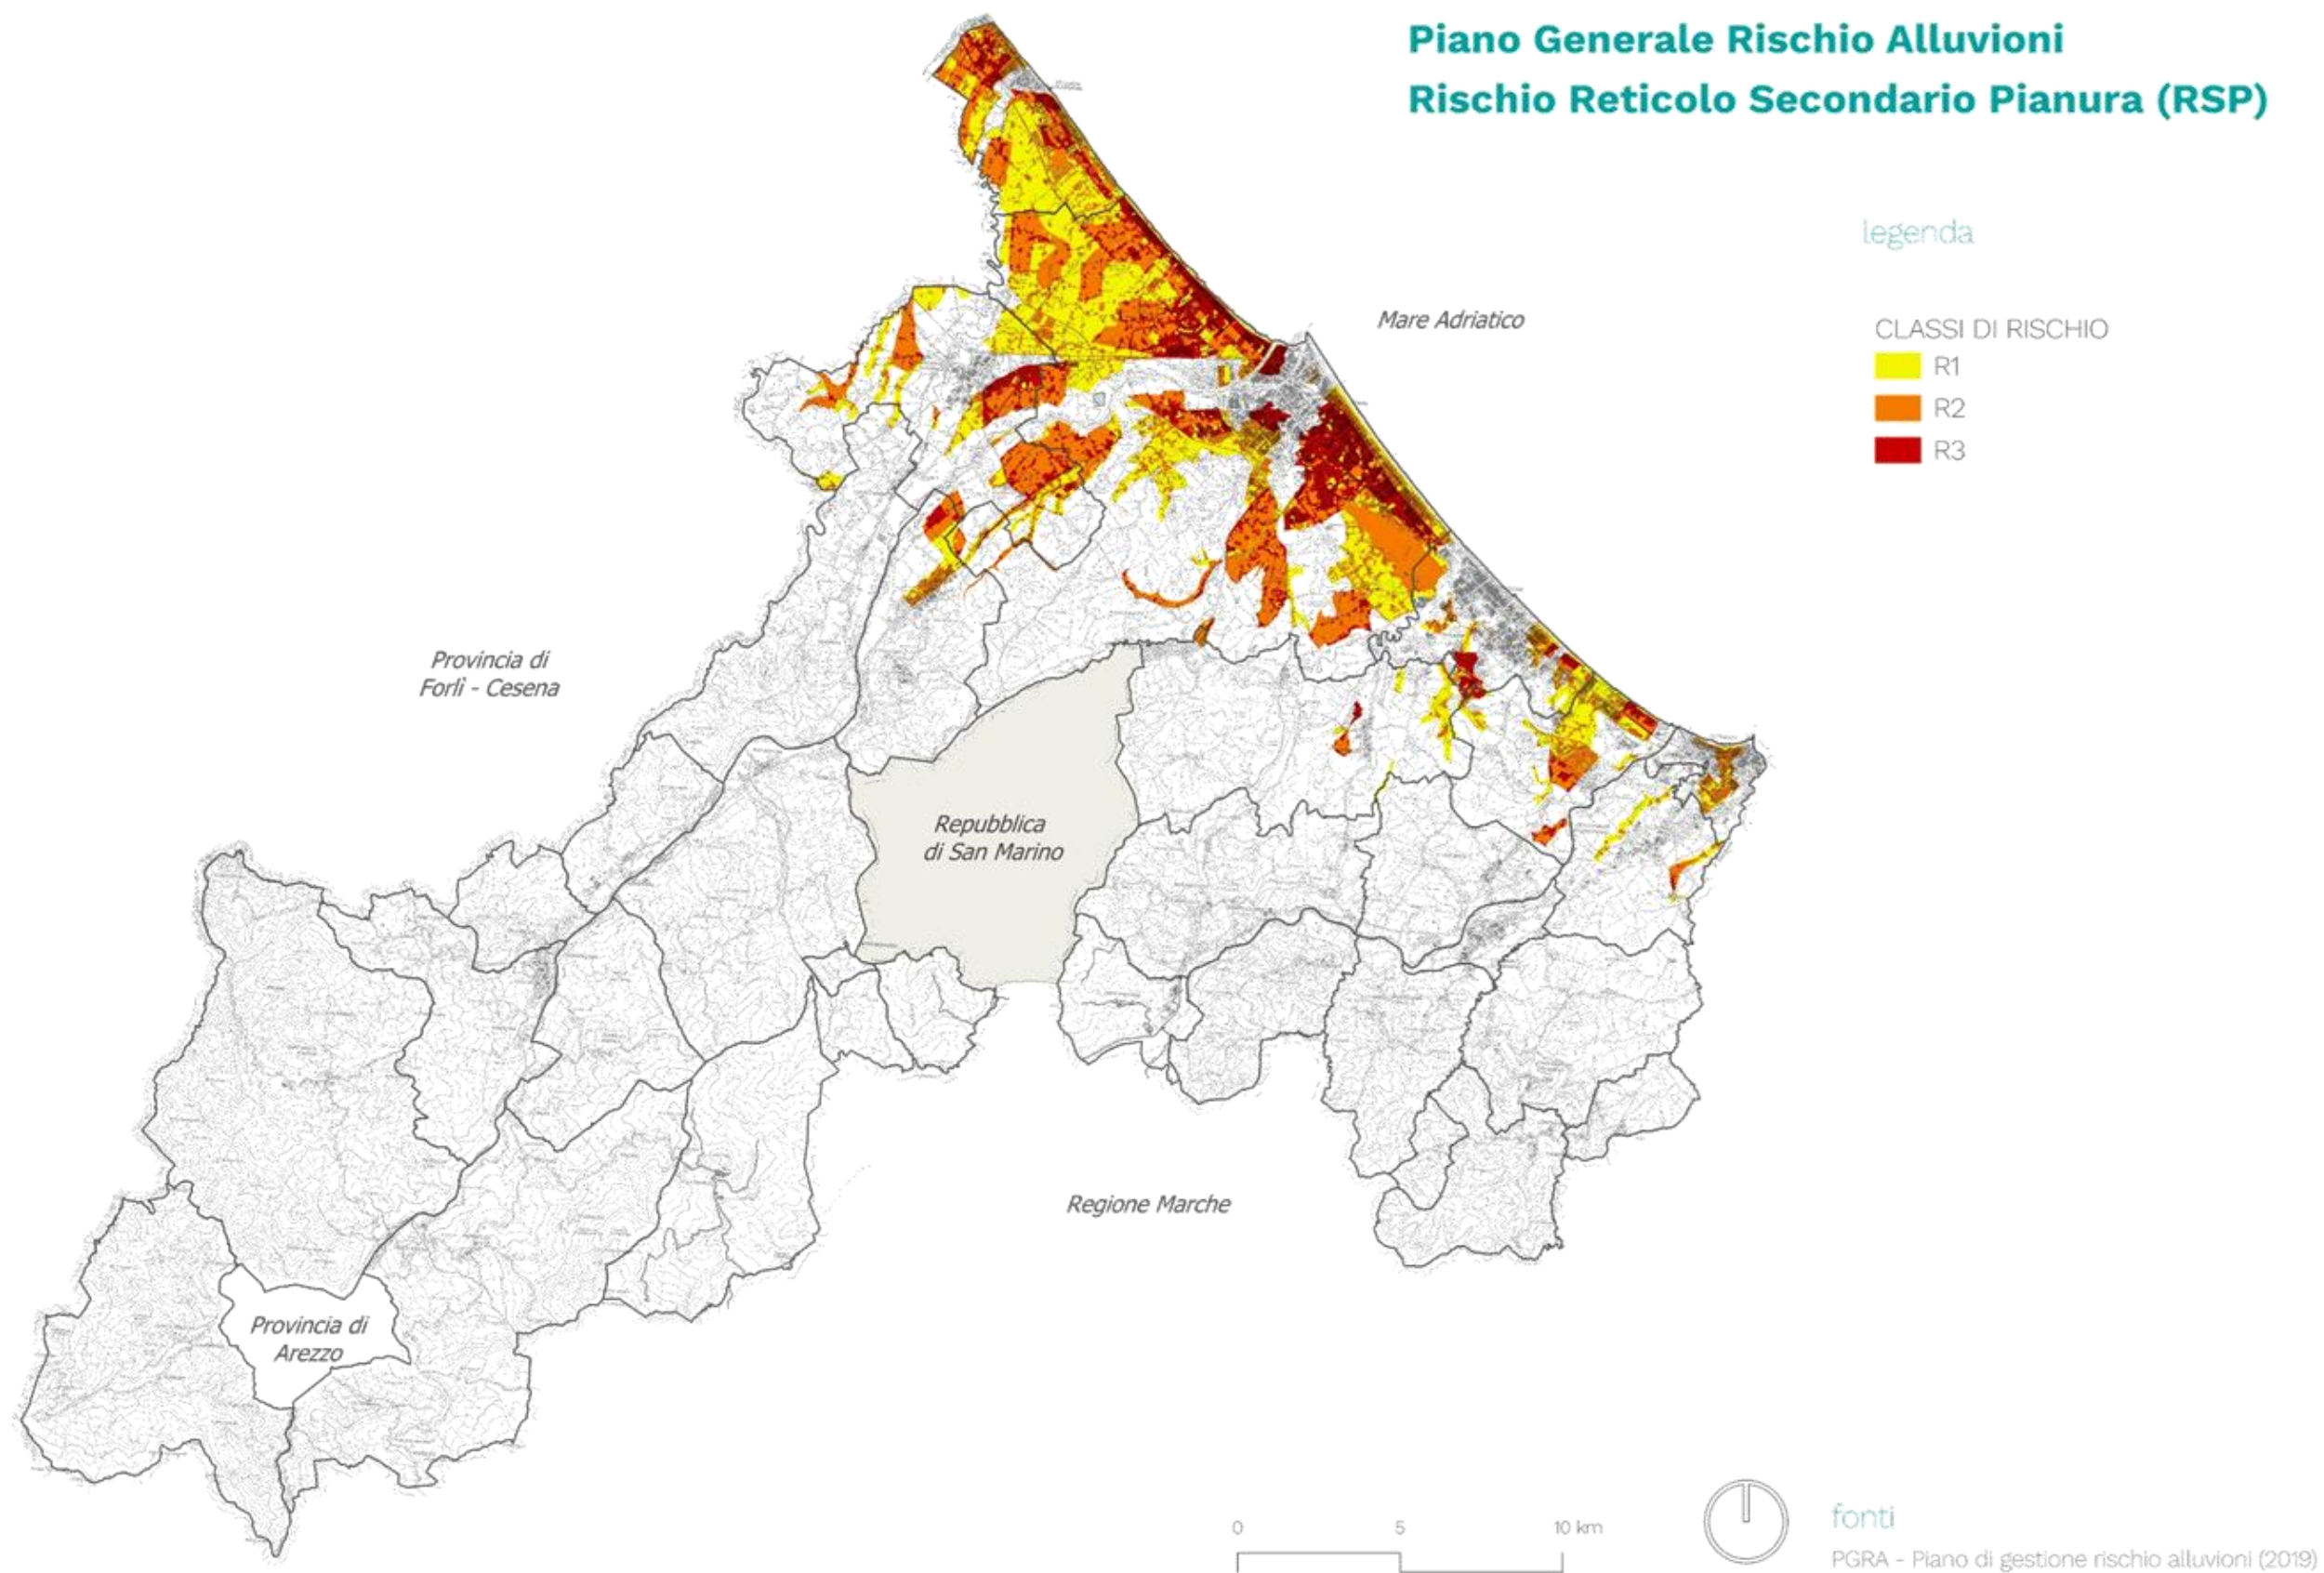 Piano Generale Rischio Alluvioni
Rischio Reticolo Secondario Pianura (RSP)
legenda
Mare Adriatico
CLASSI DI RISCHIO
R1
R2
R3
Provincia di
Forlì - Cesena
Repubblica
di San Marino
Regione Marche
Provincia di
Arezzo
0 5 10 km
fonti
PGRA - Piano di gestione rischio alluvioni (2019)